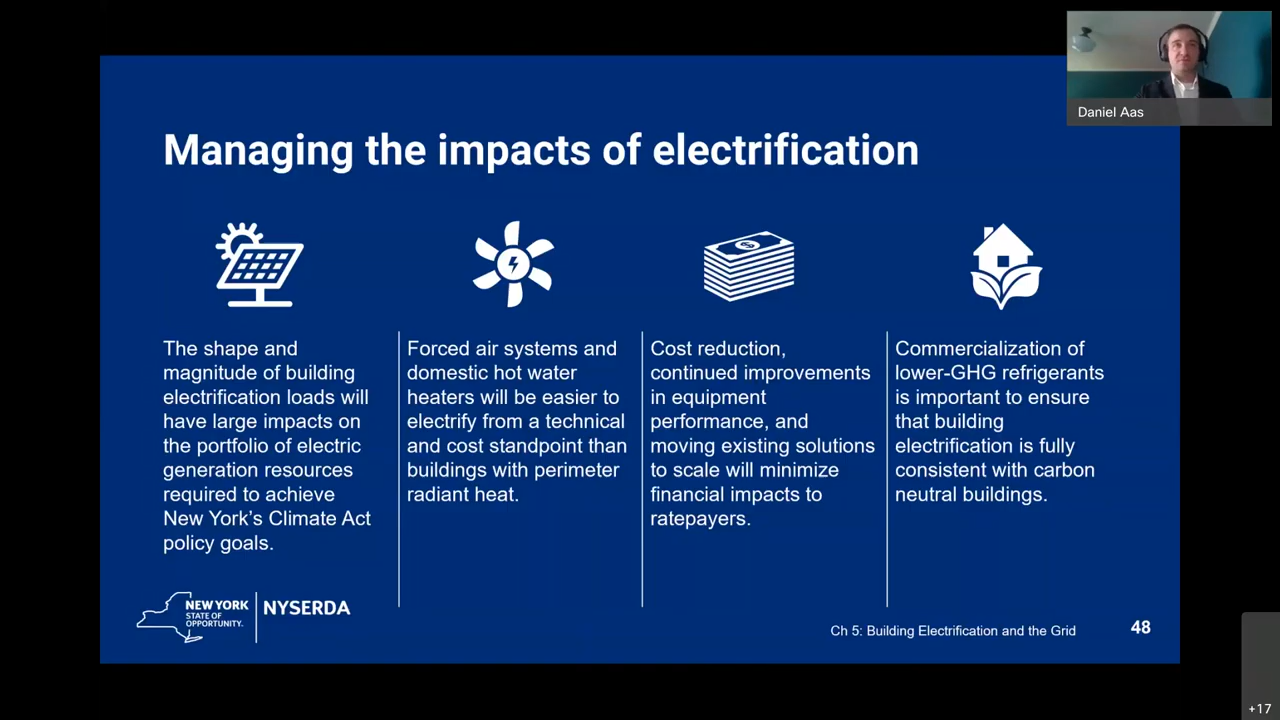 Daniel Aas
Managing the impacts of electrification
The shape and
magnitude of building
electrification loads will
have large impacts on
the portfolio of electric
generation resources
required to achieve
New York’s Climate Act
policy goals.
Forced air systems and
domestic hot water
heaters will be easier to
electrify from a technical
and cost standpoint than
buildings with perimeter
radiant heat.
Cost reduction,
continued improvements
in equipment
performance, and
moving existing solutions
to scale will minimize
financial impacts to
ratepayers.
Commercialization of
lower-GHG refrigerants
is important to ensure
that building
electrification is fully
consistent with carbon
neutral buildings.
NEW YORK
STATE OF
OPPORTUNITY.
NYSERDA
Ch 5: Building Electrification and the Grid
48
+17